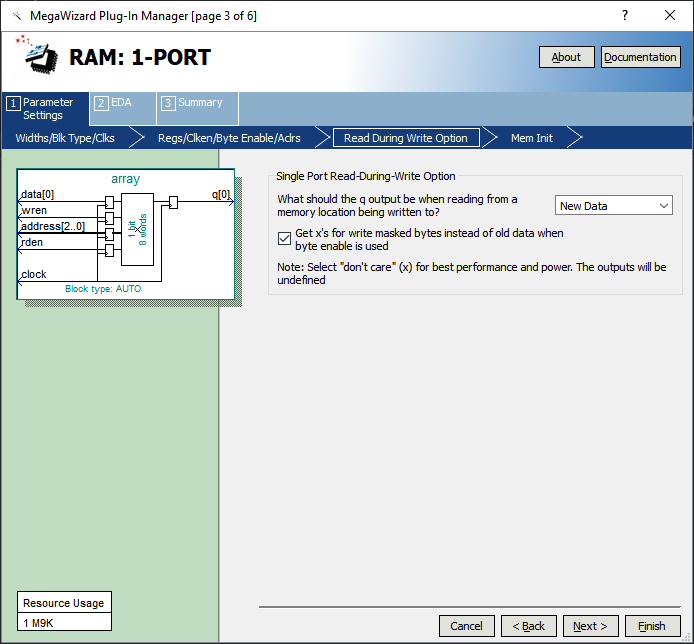 MegaWizard Plug-In Manager [page 3 of 6]
?
RAM: 1-PORT
About
Documentation
1 Parameter Settings
2 EDA
3 Summary
Widths/Blk Type/Clks
Regs/Clken/Byte Enable/Aclrs
Read During Write Option
Mem Init
array
data[0]
q[0]
wren
address[2..0]
rden
clock
1 bit
8 words
Block type: AUTO
Single Port Read-During-Write Option
What should the q output be when reading from a
memory location being written to?
New Data
Get x's for write masked bytes instead of old data when
byte enable is used
Note: Select "don't care" (x) for best performance and power. The outputs will be
undefined
Resource Usage
1 M9K
Cancel
< Back
Next >
Finish